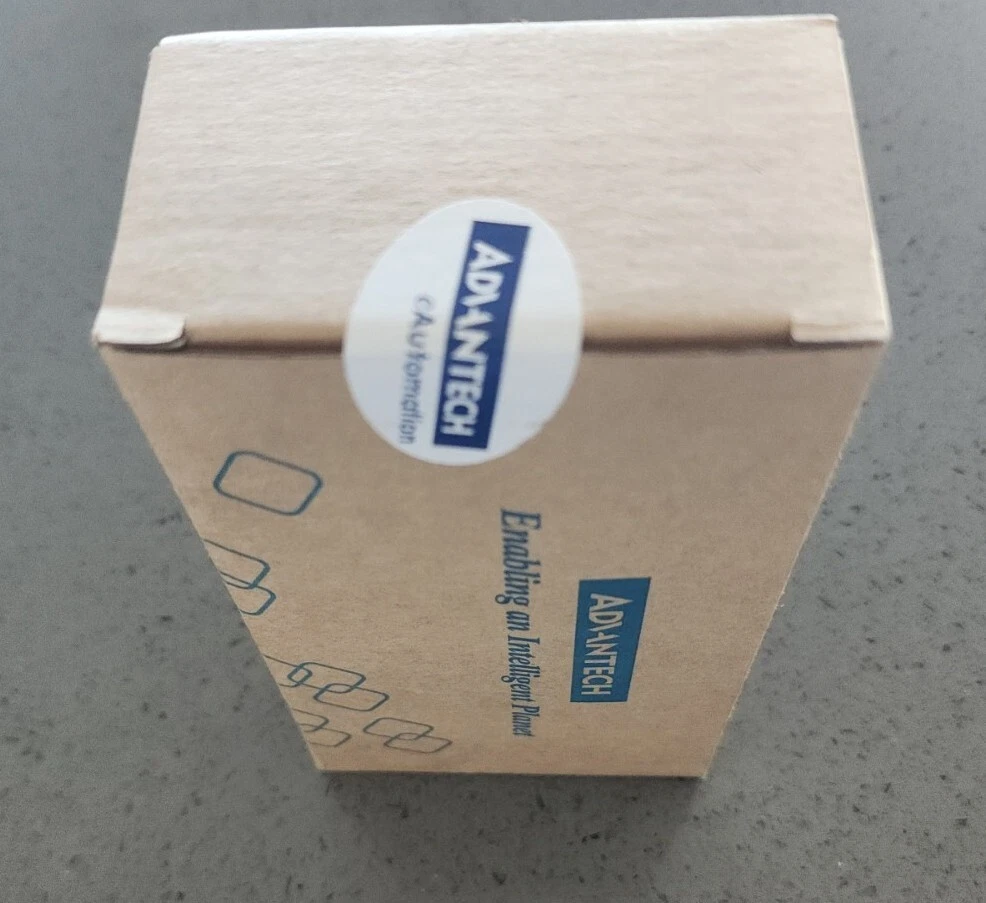 ADVANTECH
eAutomation
ADVANTECH
Enabling an Intelligent Planet